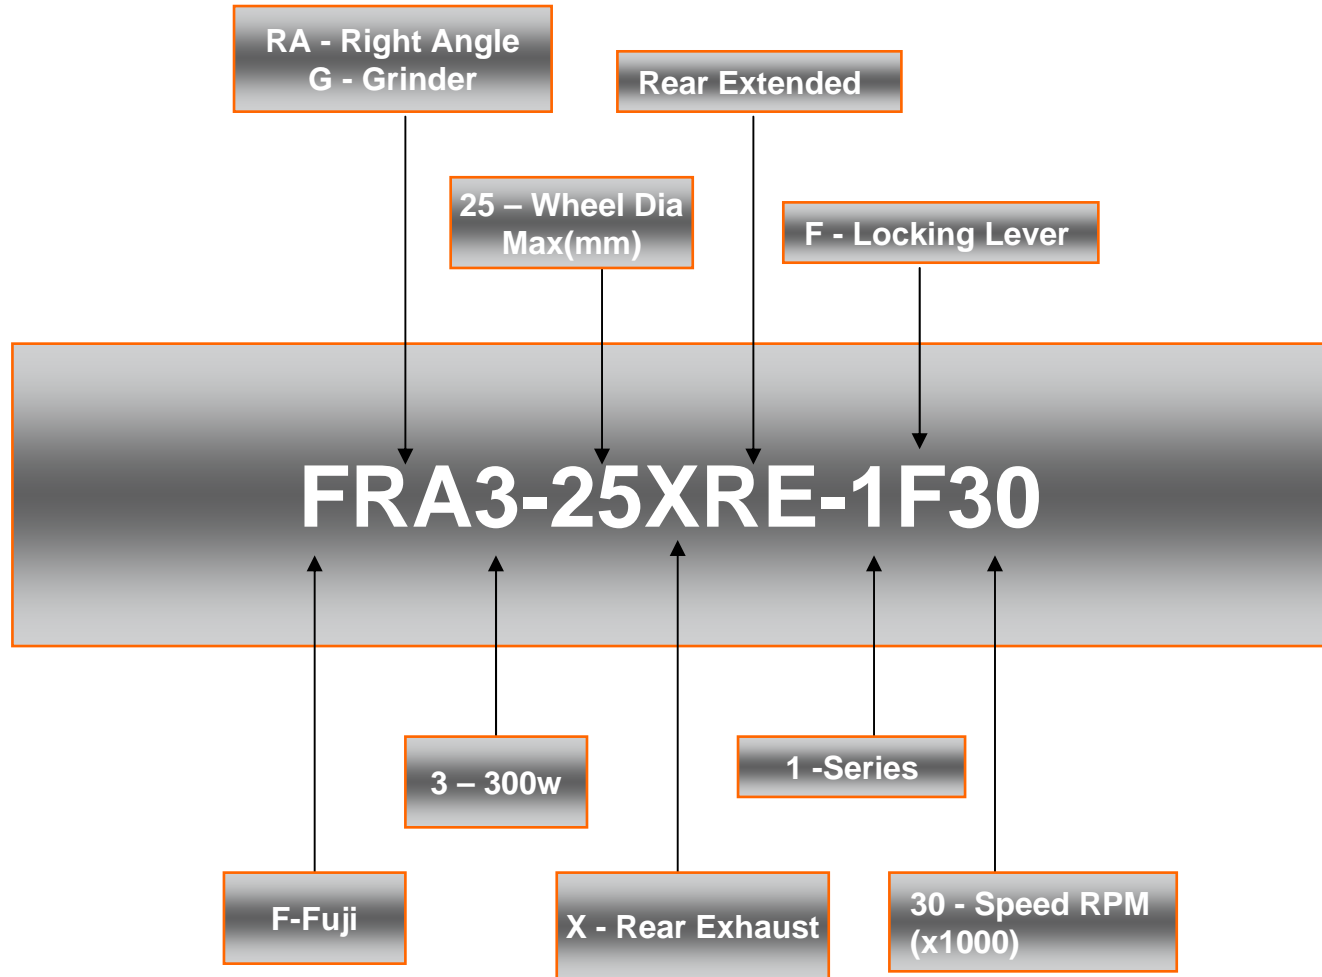 RA - Right Angle
G - Grinder
Rear Extended
25 – Wheel Dia
Max(mm)
F - Locking Lever
FRA3-25XRE-1F30
3 – 300w
1 -Series
F-Fuji
X - Rear Exhaust
30 - Speed RPM
(x1000)